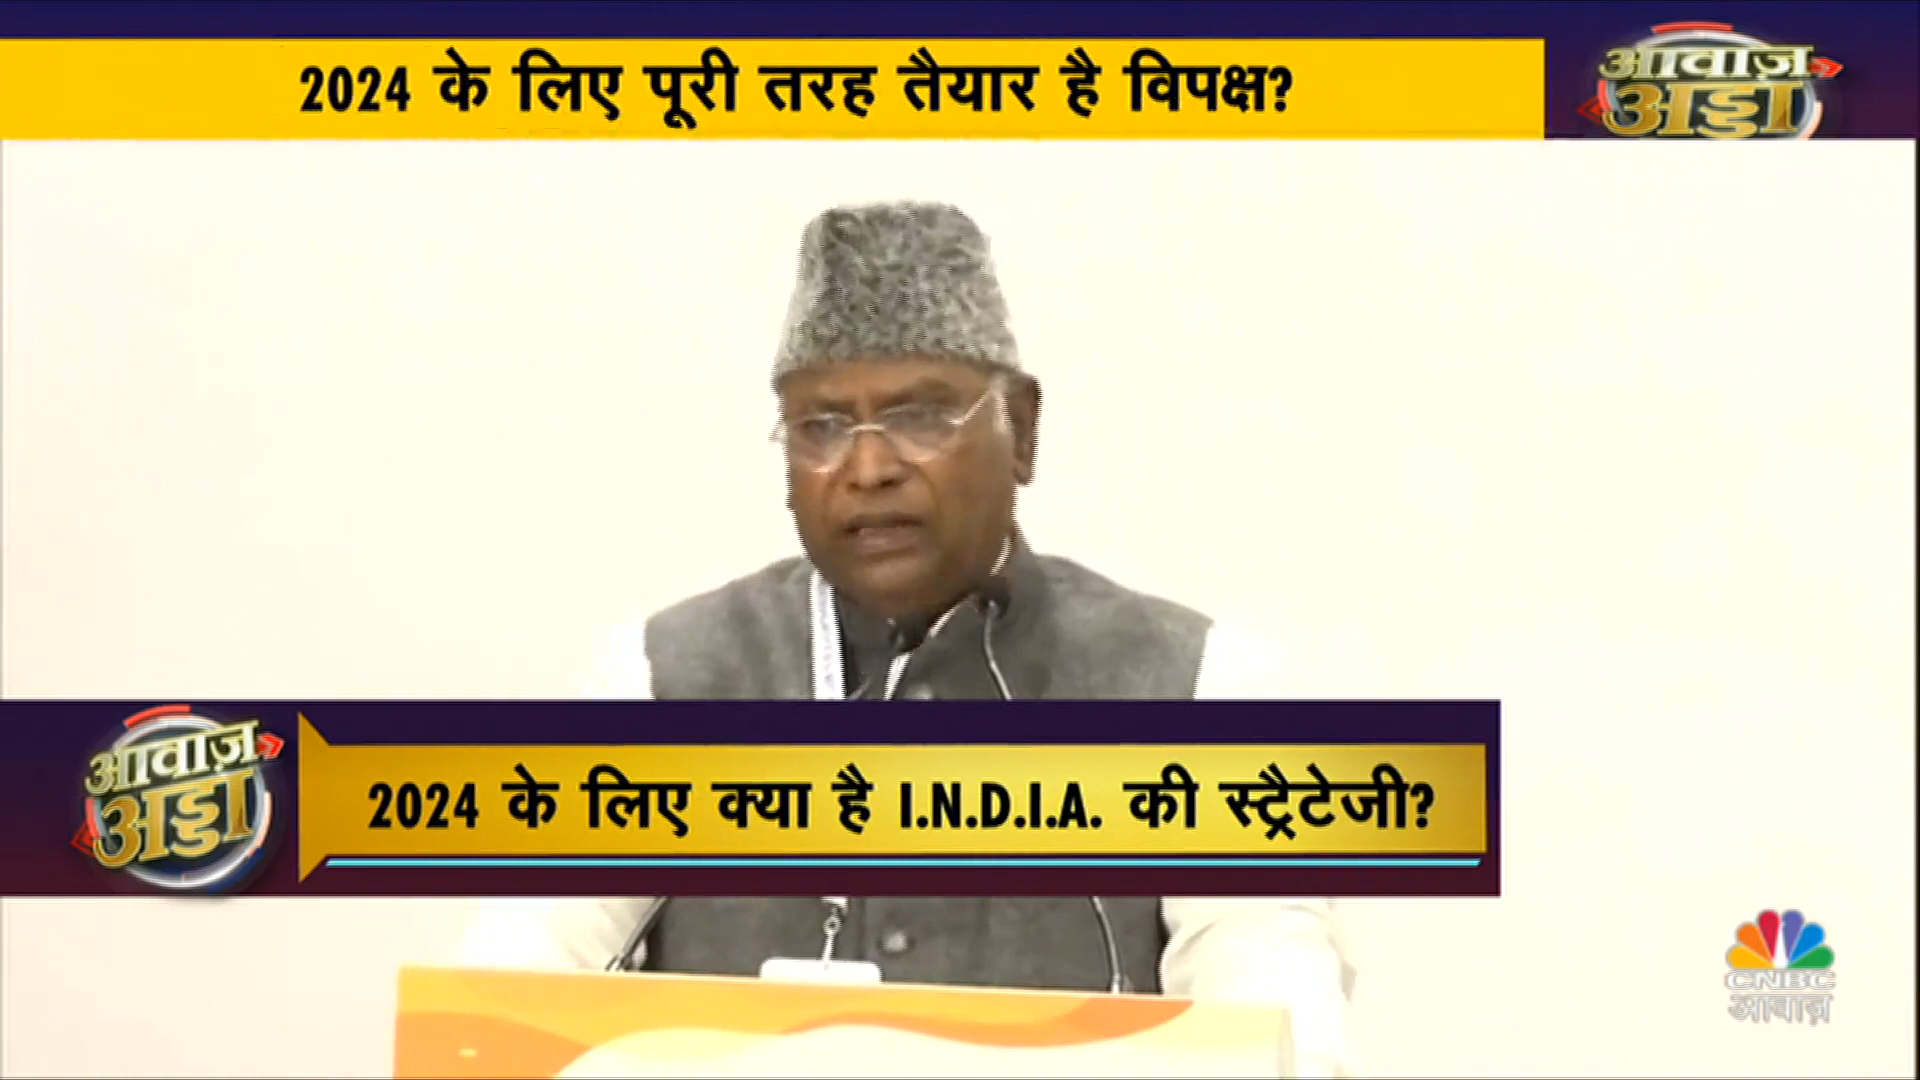 2024 के लिए पूरी तरह तैयार है विपक्ष?
आवाज़
अड्डा
आवाज़
अड्डा
2024 के लिए क्या है I.N.D.I.A. की स्ट्रैटेजी?
CNBC
आवाज़